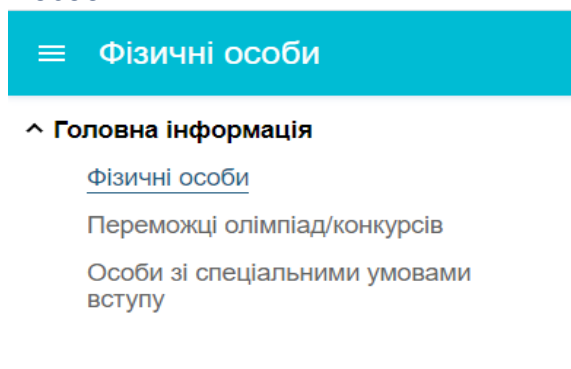 Фізичні особи
Головна інформація
Фізичні особи
Переможці олімпіад/конкурсів
Особи зі спеціальними умовами
вступу